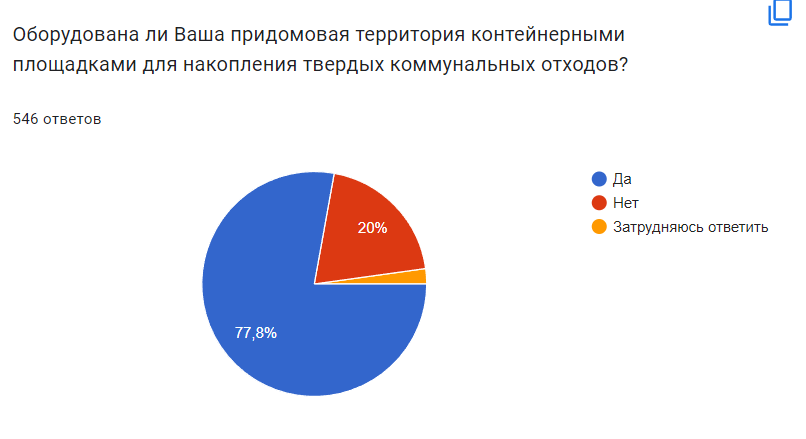 Оборудована ли Ваша придомовая территория контейнерными
площадками для накопления твердых коммунальных отходов?
546 ответов
Да
Нет
Затрудняюсь ответить
20%
77,8%